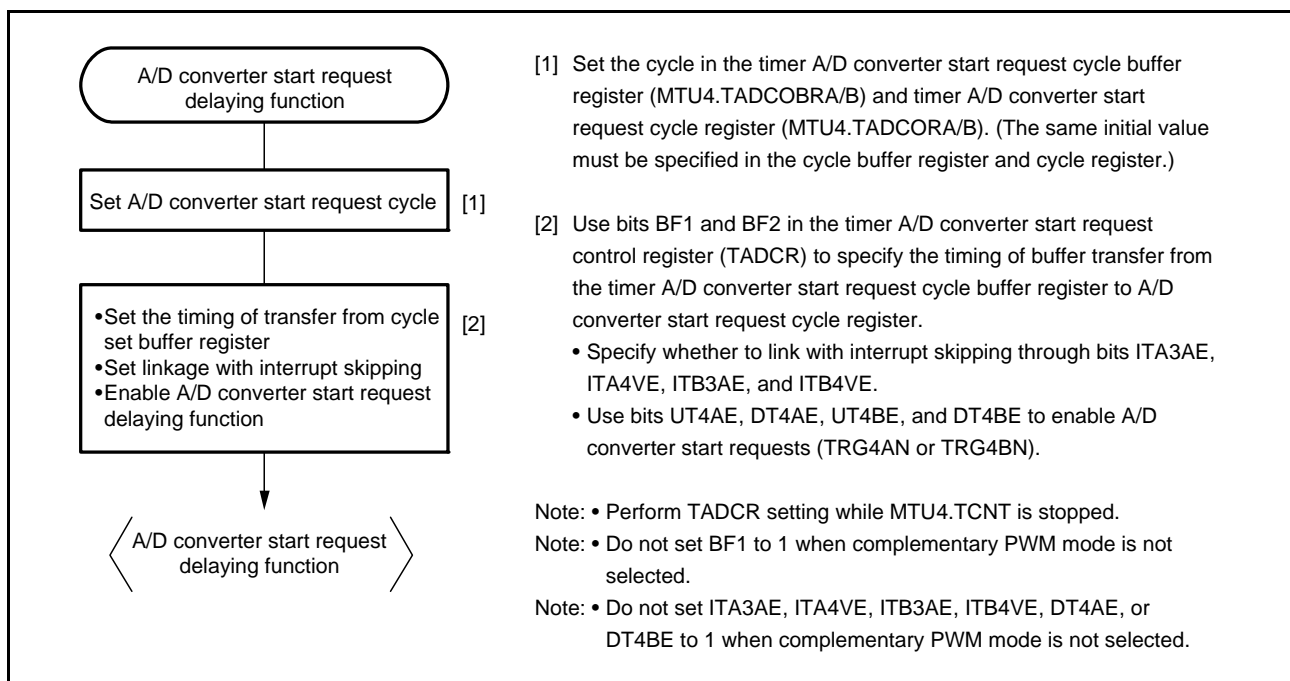 A/D converter start request
delaying function
Set A/D converter start request cycle [1]
•Set the timing of transfer from cycle
set buffer register
•Set linkage with interrupt skipping
•Enable A/D converter start request
delaying function
[2]
A/D converter start request
delaying function
[1] Set the cycle in the timer A/D converter start request cycle buffer
register (MTU4.TADCOBRA/B) and timer A/D converter start
request cycle register (MTU4.TADCORA/B). (The same initial value
must be specified in the cycle buffer register and cycle register.)
[2] Use bits BF1 and BF2 in the timer A/D converter start request
control register (TADCR) to specify the timing of buffer transfer from
the timer A/D converter start request cycle buffer register to A/D
converter start request cycle register.
• Specify whether to link with interrupt skipping through bits ITA3AE,
ITA4VE, ITB3AE, and ITB4VE.
• Use bits UT4AE, DT4AE, UT4BE, and DT4BE to enable A/D
converter start requests (TRG4AN or TRG4BN).
Note: • Perform TADCR setting while MTU4.TCNT is stopped.
Note: • Do not set BF1 to 1 when complementary PWM mode is not
selected.
Note: • Do not set ITA3AE, ITA4VE, ITB3AE, ITB4VE, DT4AE, or
DT4BE to 1 when complementary PWM mode is not selected.